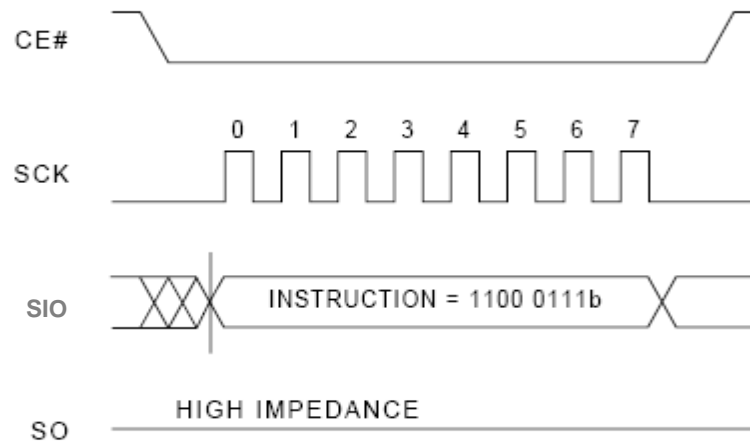 CE#
0 1 2 3 4 5 6 7
SCK
SIO INSTRUCTION = 1100 0111b
HIGH IMPEDANCE
SO